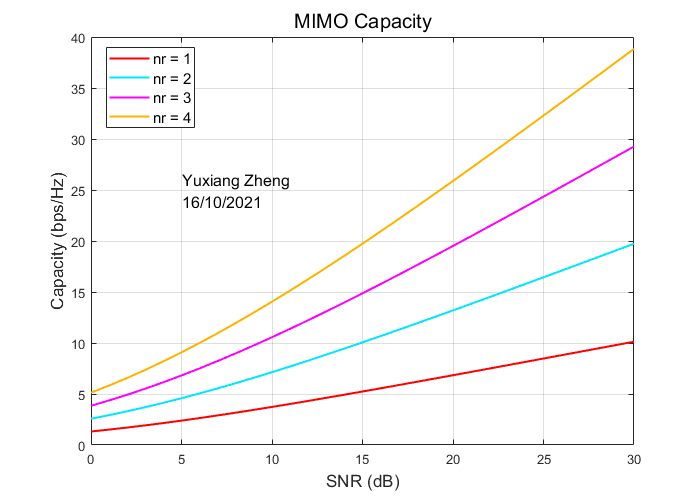 MIMO Capacity
40
35
30
25
20
15
10
5
0
Capacity (bps/Hz)
nr = 1
nr = 2
nr = 3
nr = 4
Yuxiang Zheng
16/10/2021
0 5 10 15 20 25 30
SNR (dB)